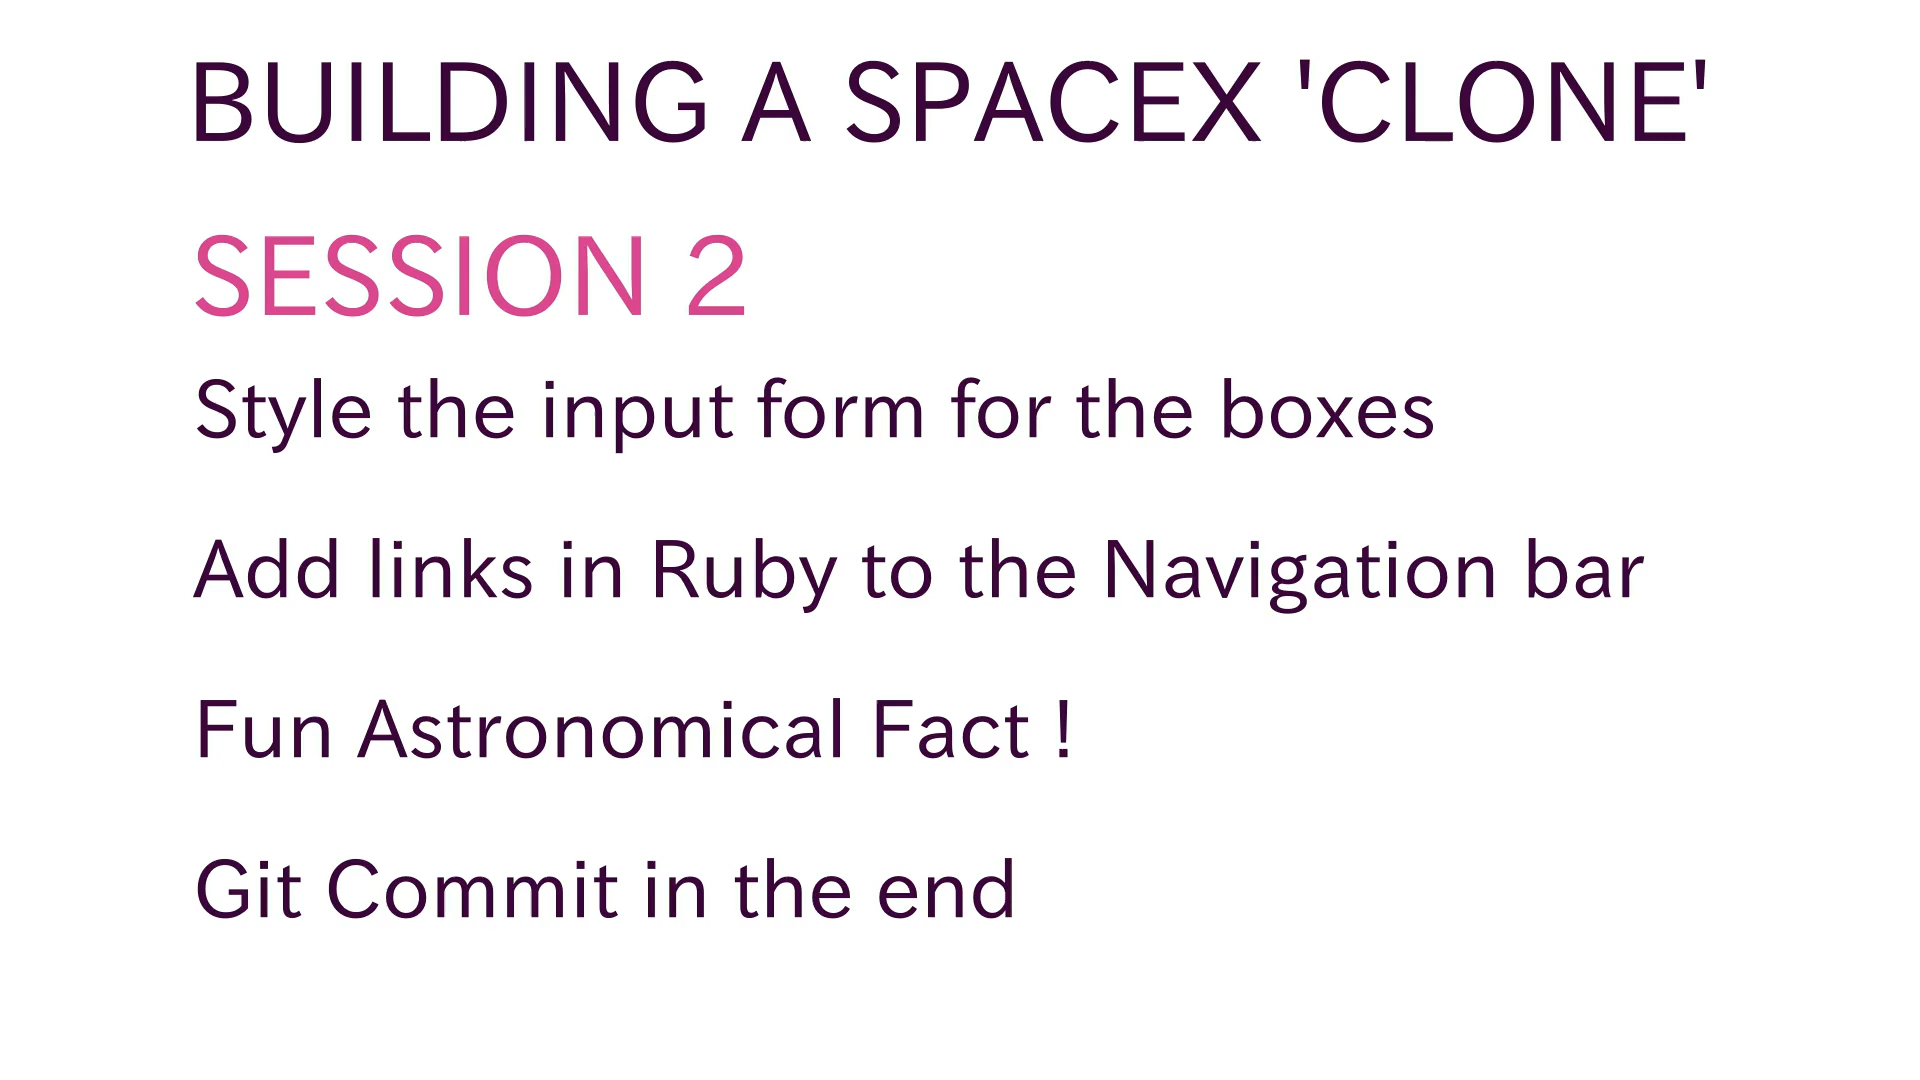 BUILDING A SPACEX 'CLONE'
SESSION 2
Style the input form for the boxes
Add links in Ruby to the Navigation bar
Fun Astronomical Fact !
Git Commit in the end